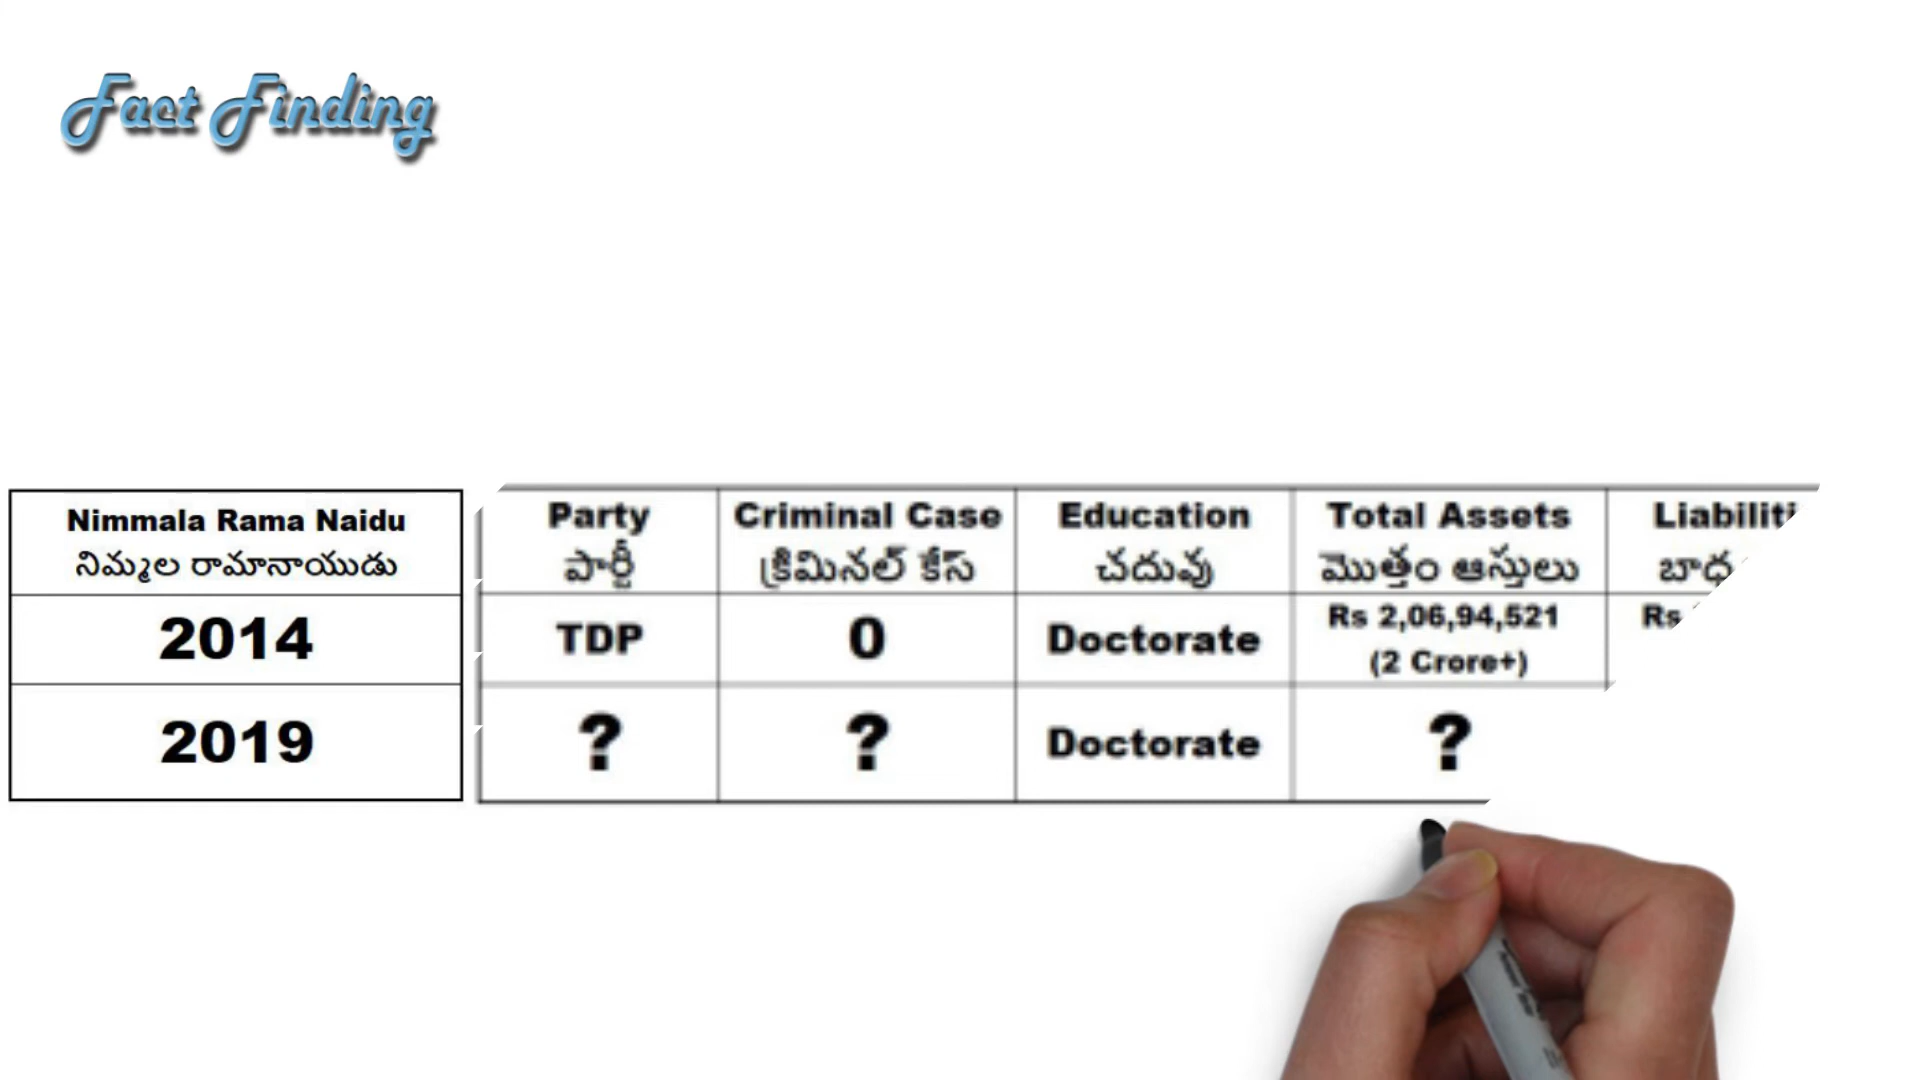 Fact Finding
Nimmala Rama Naidu
నిమ్మల రామానాయుడు
Party
పార్టీ
Criminal Case
క్రిమినల్ కేస్
Education
చదువు
Total Assets
మొత్తం ఆస్తులు
2014
TDP
0
Doctorate
Rs 2,06,94,521
(2 Crore+)
Rs
2019
?
?
Doctorate
?